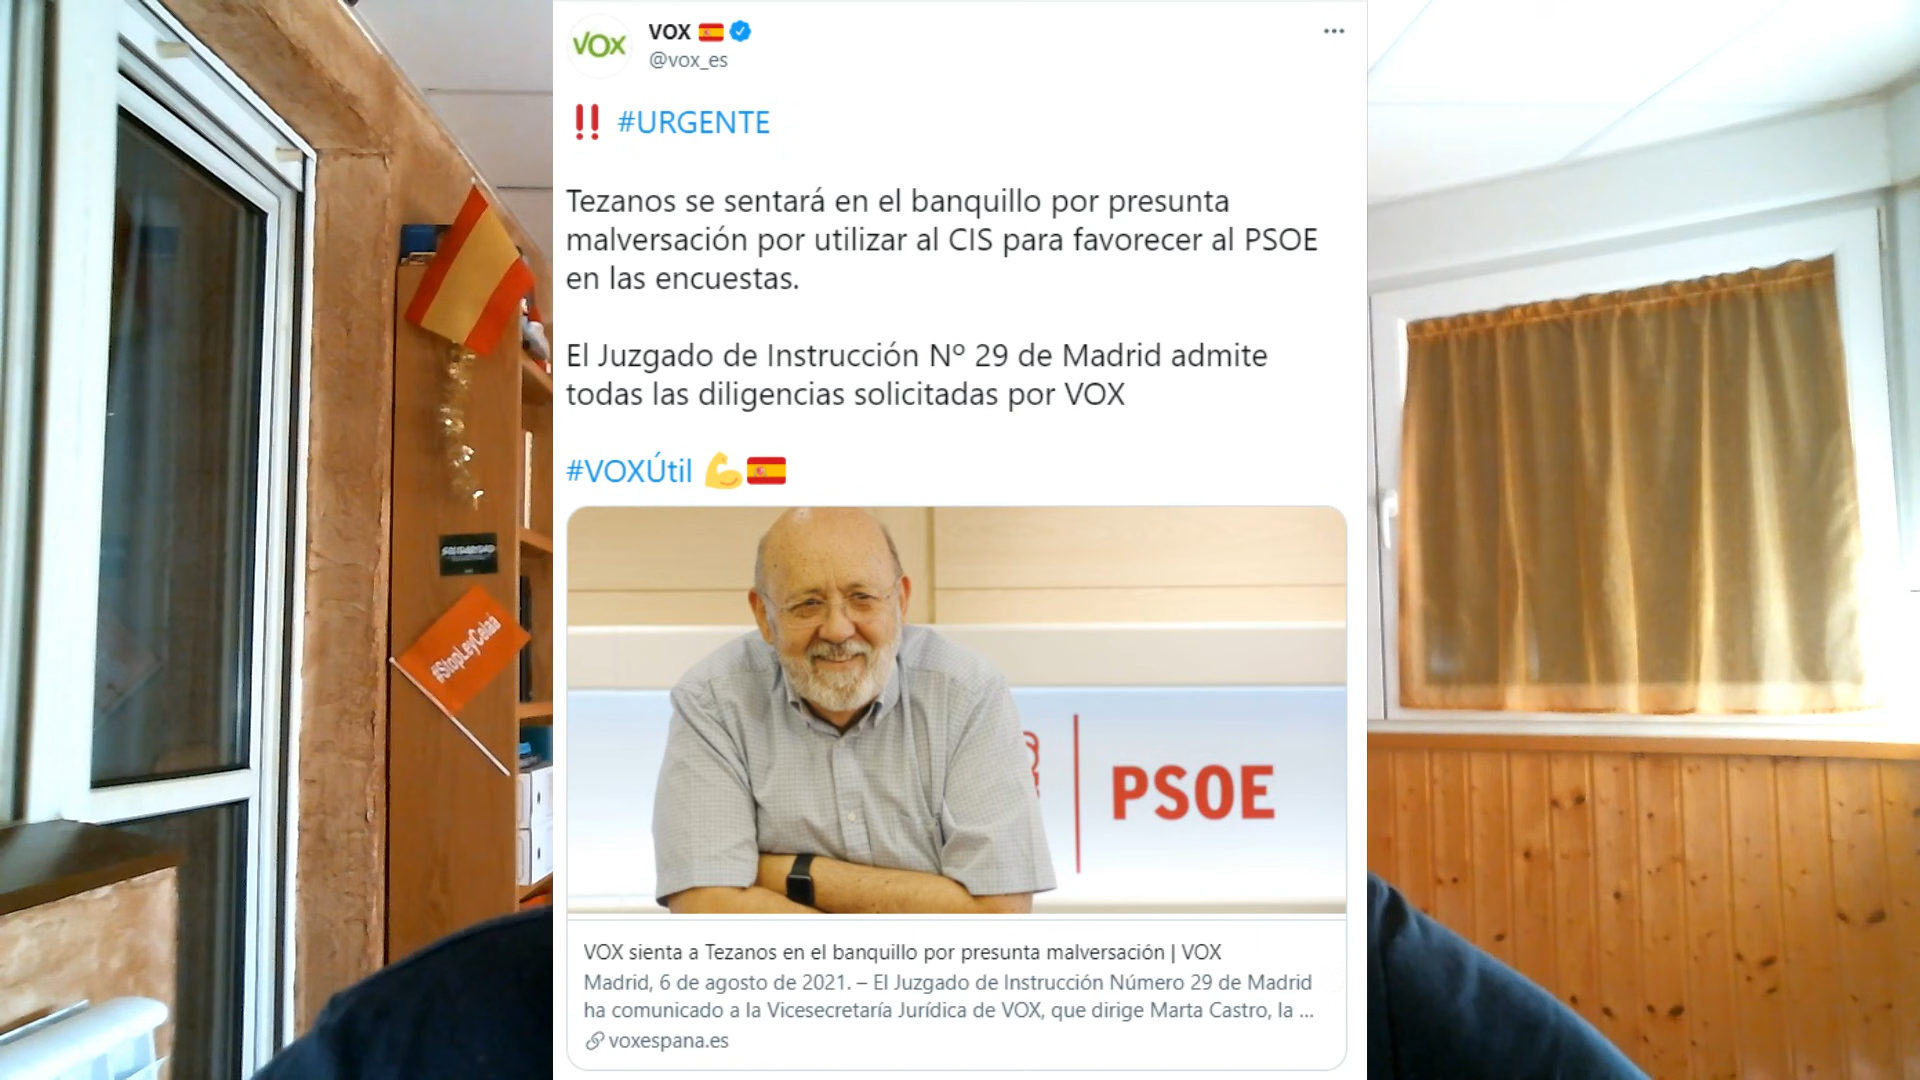 VOX
VOX
@vox_es
#URGENTE
Tezanos se sentará en el banquillo por presunta
malversación por utilizar al CIS para favorecer al PSOE
en las encuestas.
El Juzgado de Instrucción Nº 29 de Madrid admite
todas las diligencias solicitadas por VOX
#VOXÚtil
#StopLeyCelaá
PSOE
VOX sienta a Tezanos en el banquillo por presunta malversación | VOX
Madrid, 6 de agosto de 2021. – El Juzgado de Instrucción Número 29 de Madrid
ha comunicado a la Vicesecretaría Jurídica de VOX, que dirige Marta Castro, la ...
voxespana.es